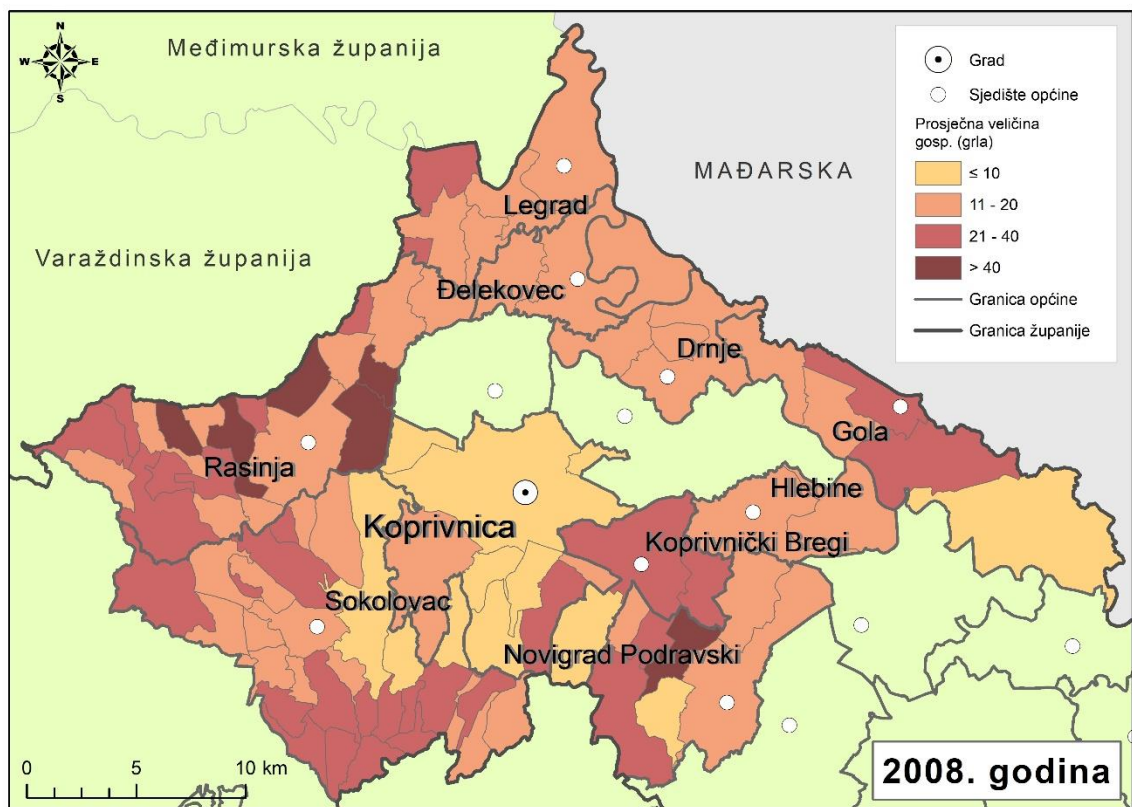 N
W E
S
Međimurska županija
Varaždinska županija
MAĐARSKA
Grad
Sjedište općine
Prosječna veličina
gosp. (grla)
≤ 10
11 - 20
21 - 40
> 40
Granica općine
Granica županije
Legrad
Đelekovec
Drnje
Gola
Rasinja
Hlebine
Koprivnica
Koprivnički Bregi
Sokolovac
Novigrad Podravski
0 5 10 km
2008. godina